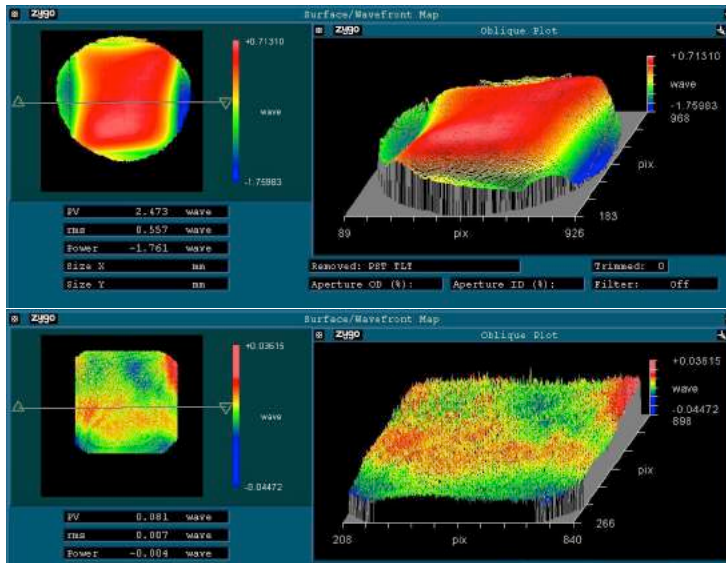 zygo Surface/Wavefront Map
+0.71310
wave
-1.75983
PV 2.473 wave
rms 0.557 wave
Power -1.761 wave
Size X mm
Size Y mm
zygo Oblique Plot
+0.71310
wave
-1.75983
968
pix
183
89 pix 926
Removed: PST TLT Trimmed: 0
Aperture OD (%): Aperture ID (%): Filter: Off
zygo Surface/Wavefront Map
+0.03615
wave
-0.04472
PV 0.081 wave
rms 0.007 wave
Power -0.004 wave
zygo Oblique Plot
+0.03615
wave
-0.04472
898
pix
266
208 pix 840